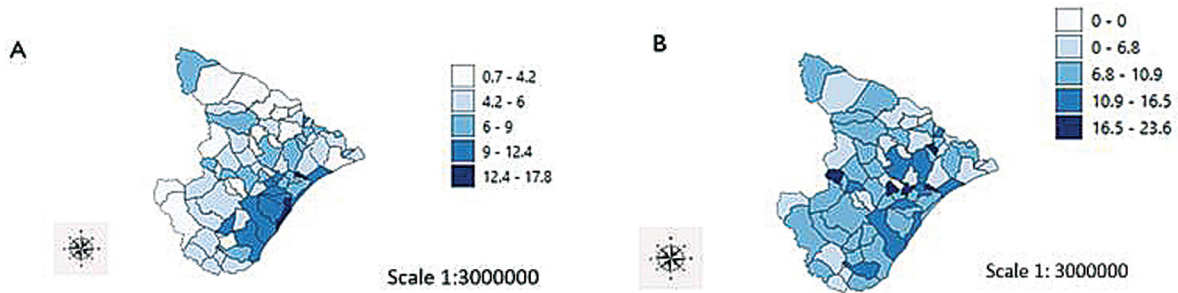 A
0.7 - 4.2
4.2 - 6
6 - 9
9 - 12.4
12.4 - 17.8
Scale 1:3000000
B
0 - 0
0 - 6.8
6.8 - 10.9
10.9 - 16.5
16.5 - 23.6
Scale 1: 3000000